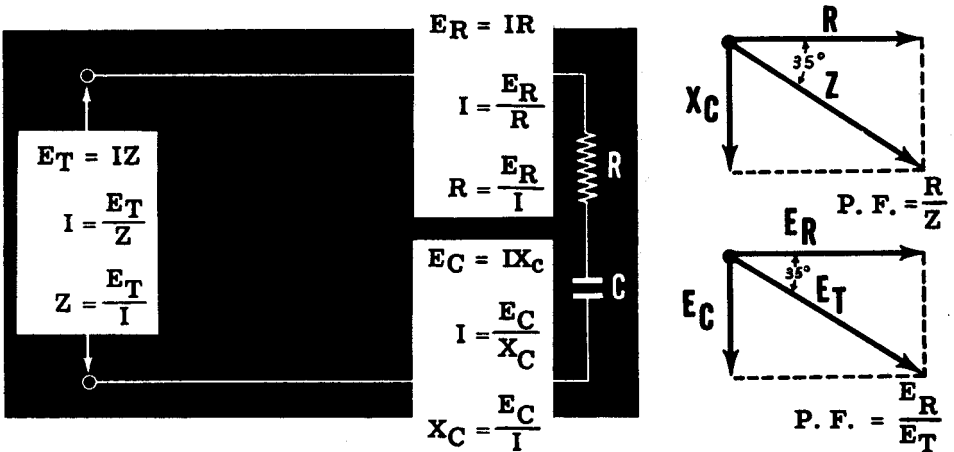 E_R = IR
I = E_R/R
R = E_R/I
E_T = IZ
I = E_T/Z
Z = E_T/I
E_C = IX_C
I = E_C/X_C
X_C = E_C/I
R
C
R
35°
Z
X_C
P. F. = R/Z
E_R
35°
E_T
E_C
P. F. = E_R/E_T